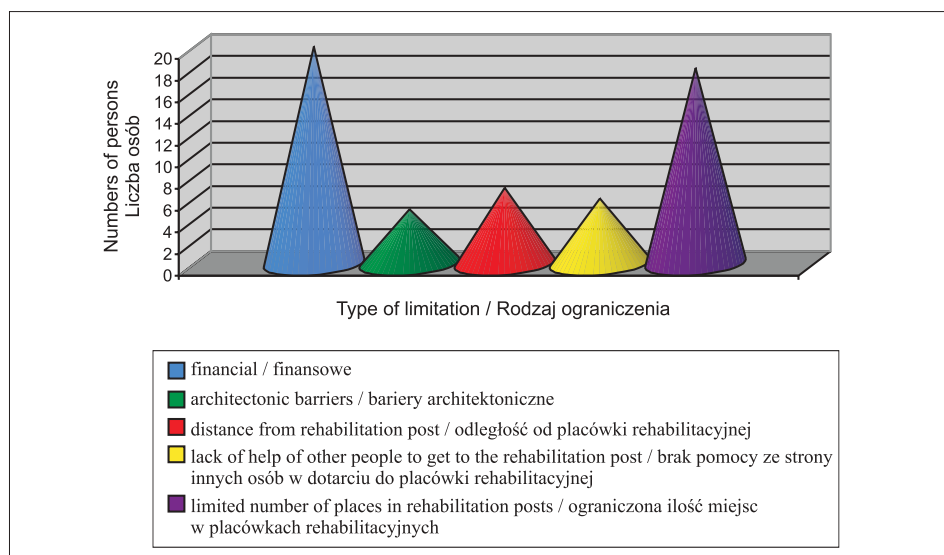 Numbers of persons
Liczba osób
20
18
16
14
12
10
8
6
4
2
0
Type of limitation / Rodzaj ograniczenia
financial / finansowe
architectonic barriers / bariery architektoniczne
distance from rehabilitation post / odległość od placówki rehabilitacyjnej
lack of help of other people to get to the rehabilitation post / brak pomocy ze strony
innych osób w dotarciu do placówki rehabilitacyjnej
limited number of places in rehabilitation posts / ograniczona ilość miejsc
w placówkach rehabilitacyjnych